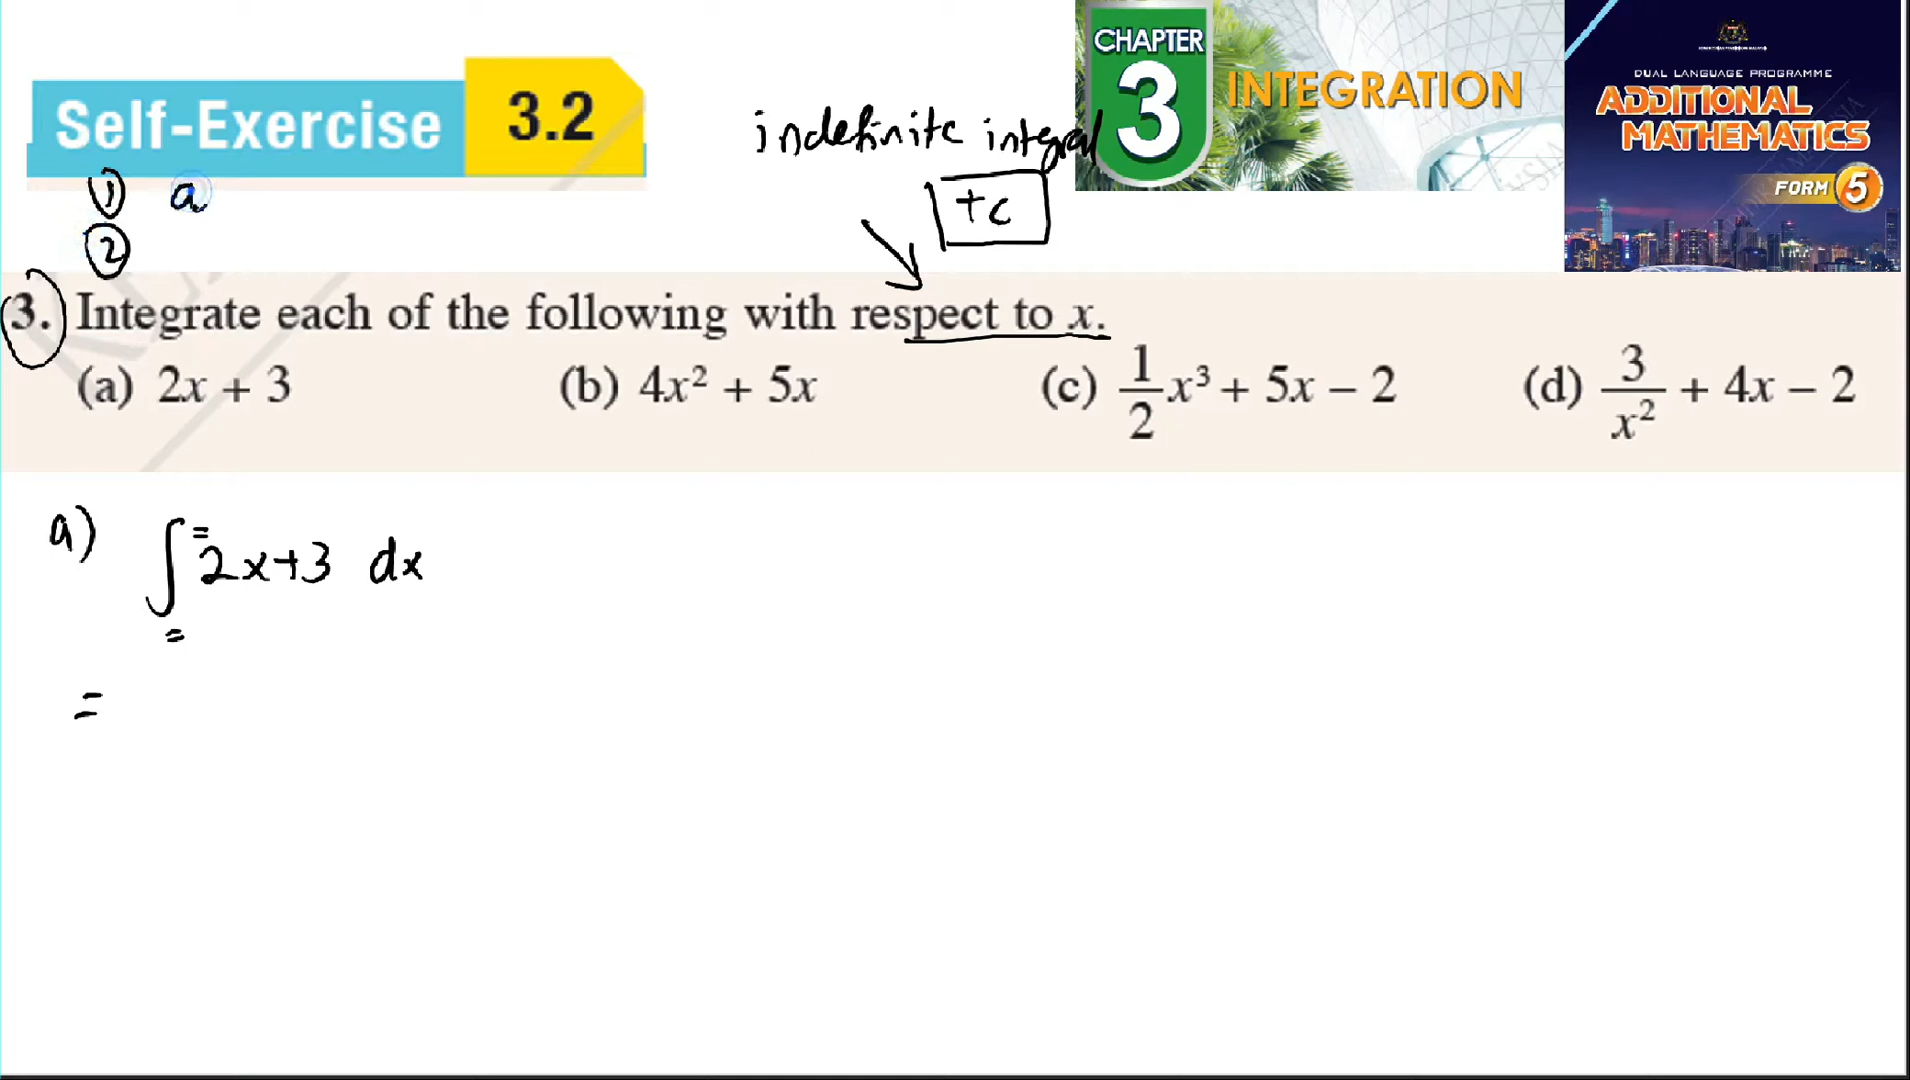 CHAPTER
3
INTEGRATION
DUAL LANGUAGE PROGRAMME
ADDITIONAL
MATHEMATICS
FORM 5
Self-Exercise 3.2
indefinite integral
+c
① a
②
3. Integrate each of the following with respect to x.
(a) 2x + 3 (b) 4x² + 5x (c) 1/2 x³ + 5x − 2 (d) 3/x² + 4x − 2
a) ∫ 2x+3 dx
=